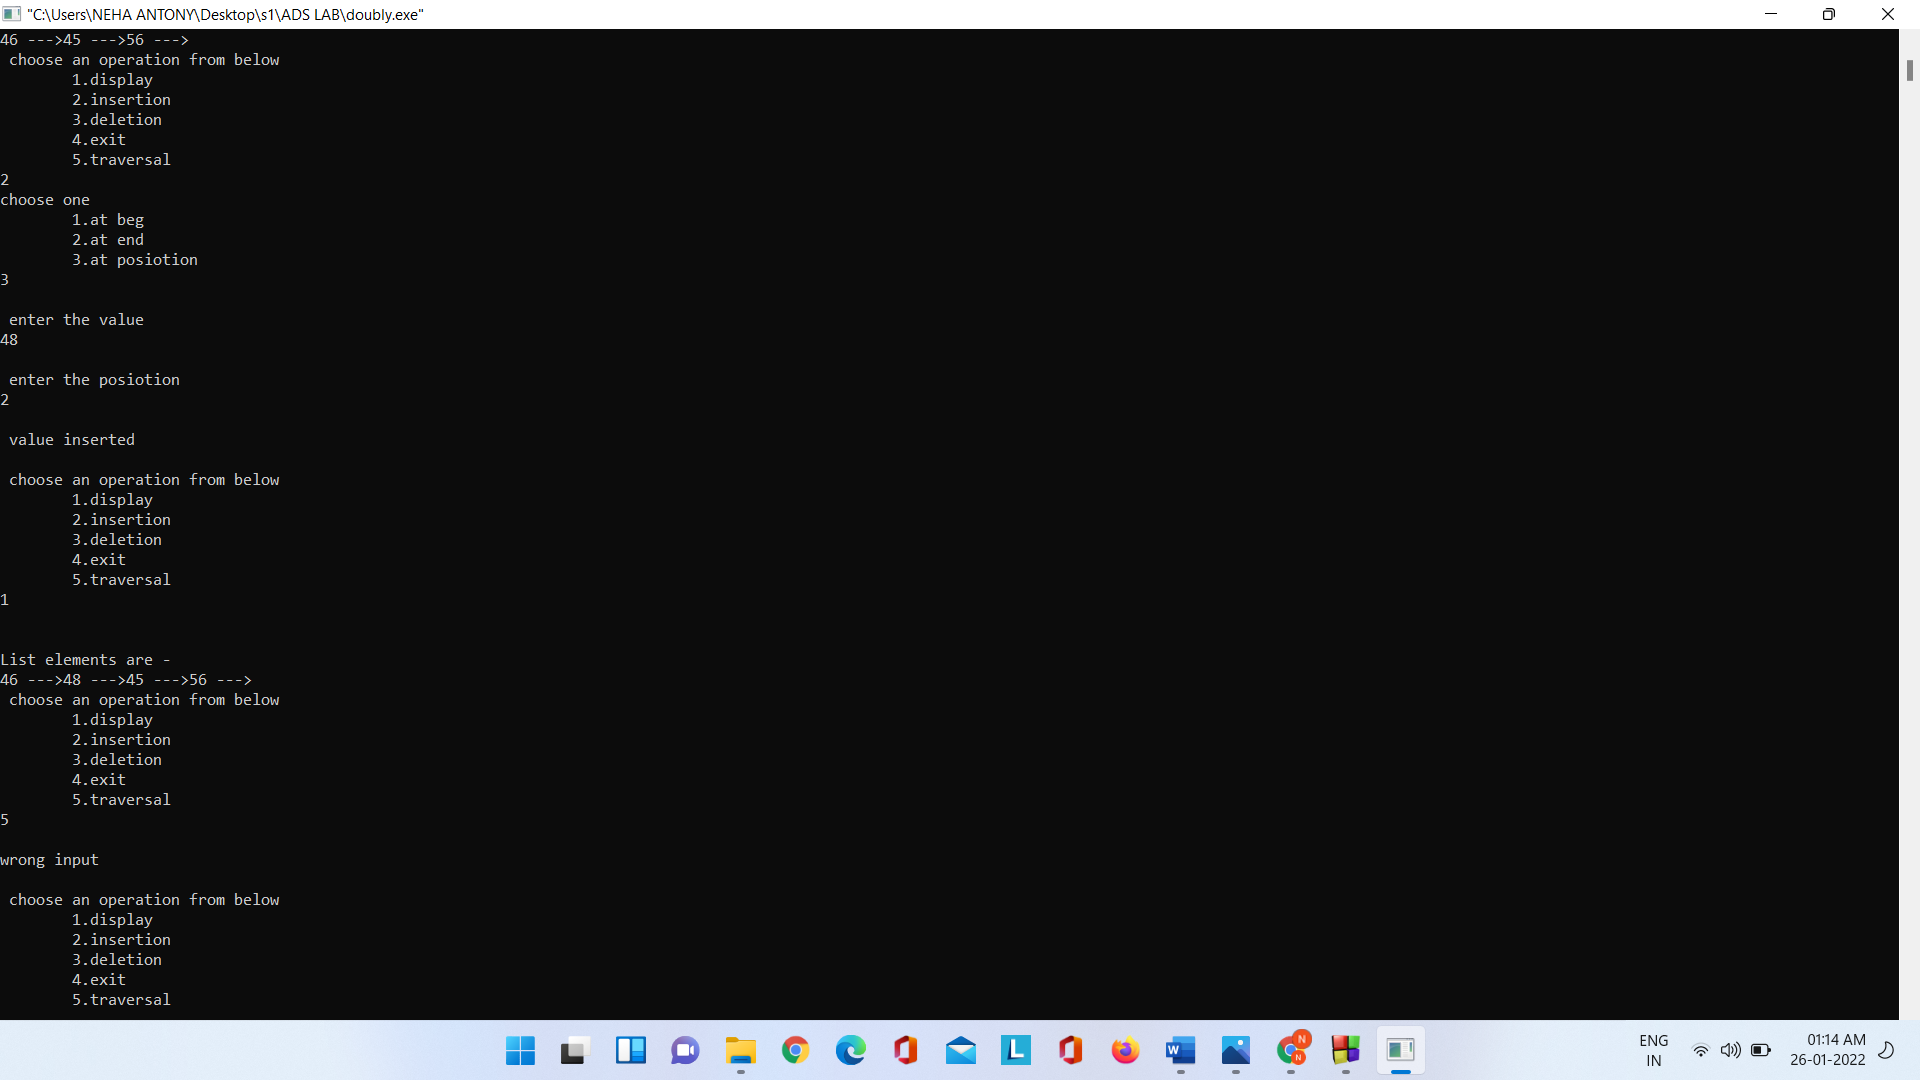 "C:\Users\NEHA ANTONY\Desktop\s1\ADS LAB\doubly.exe"
46 --->45 --->56 --->
choose an operation from below
1.display
2.insertion
3.deletion
4.exit
5.traversal
2
choose one
1.at beg
2.at end
3.at posiotion
3
enter the value
48
enter the posiotion
2
value inserted
choose an operation from below
1.display
2.insertion
3.deletion
4.exit
5.traversal
1
List elements are -
46 --->48 --->45 --->56 --->
choose an operation from below
1.display
2.insertion
3.deletion
4.exit
5.traversal
5
wrong input
choose an operation from below
1.display
2.insertion
3.deletion
4.exit
5.traversal
L
W
N
N
ENG
IN
01:14 AM
26-01-2022